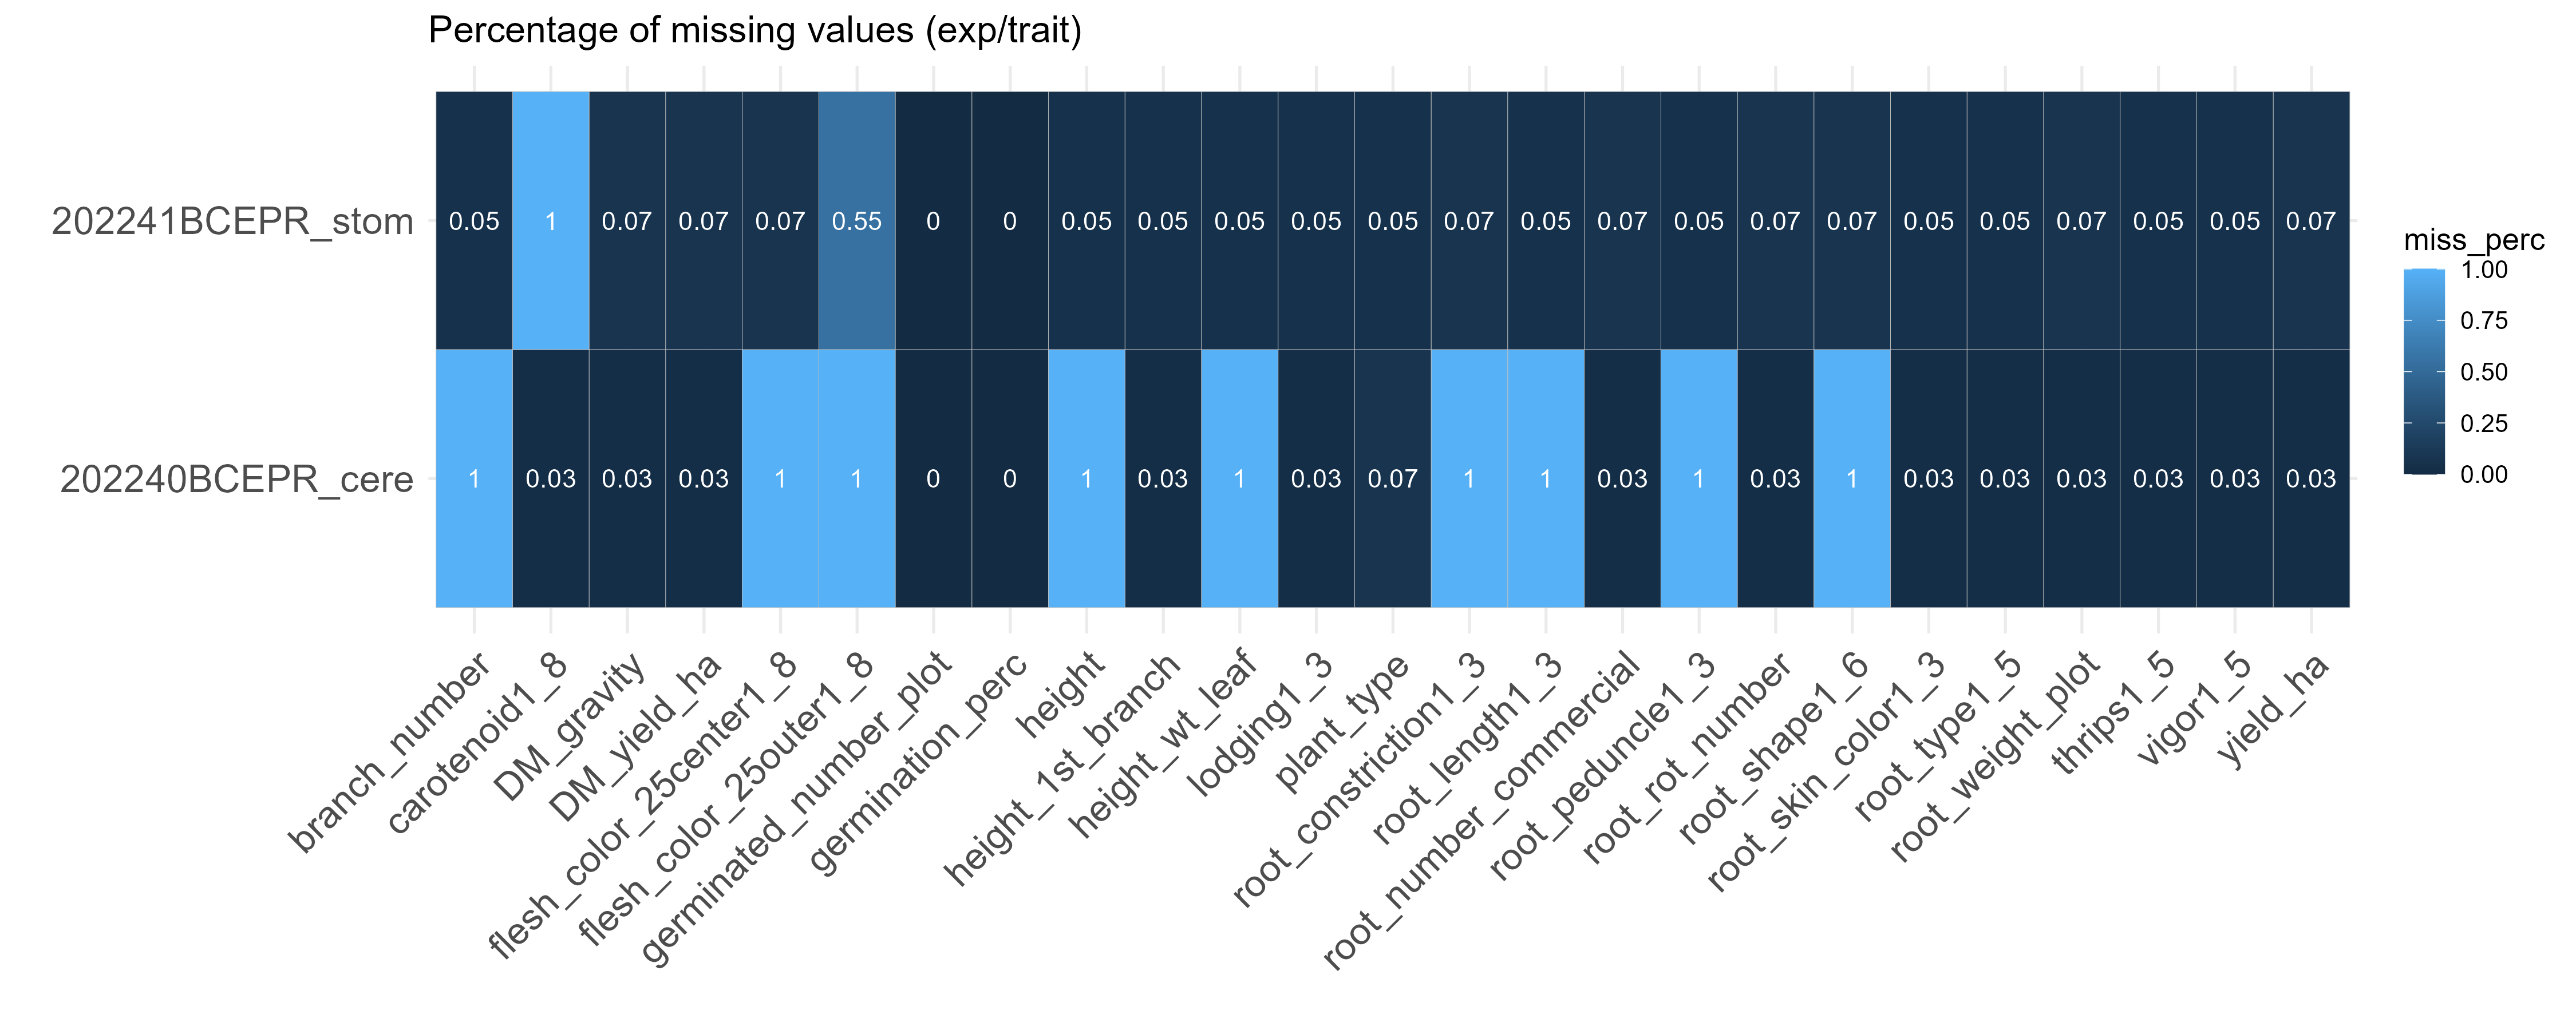 Percentage of missing values (exp/trait)
202241BCEPR_stom
0.05 1 0.07 0.07 0.07 0.55 0 0 0.05 0.05 0.05 0.05 0.05 0.07 0.05 0.07 0.05 0.07 0.07 0.05 0.05 0.07 0.05 0.05 0.07
202240BCEPR_cere
1 0.03 0.03 0.03 1 1 0 0 1 0.03 1 0.03 0.07 1 1 0.03 1 0.03 1 0.03 0.03 0.03 0.03 0.03 0.03
branch_number
carotenoid1_8
DM_gravity
DM_yield_ha
flesh_color_25center1_8
flesh_color_25outer1_8
germinated_number_plot
germination_perc
height
height_1st_branch
height_wt_leaf
lodging1_3
plant_type
root_constriction1_3
root_length1_3
root_number_commercial
root_peduncle1_3
root_rot_number
root_shape1_6
root_skin_color1_3
root_type1_5
root_weight_plot
thrips1_5
vigor1_5
yield_ha
miss_perc
1.00
0.75
0.50
0.25
0.00